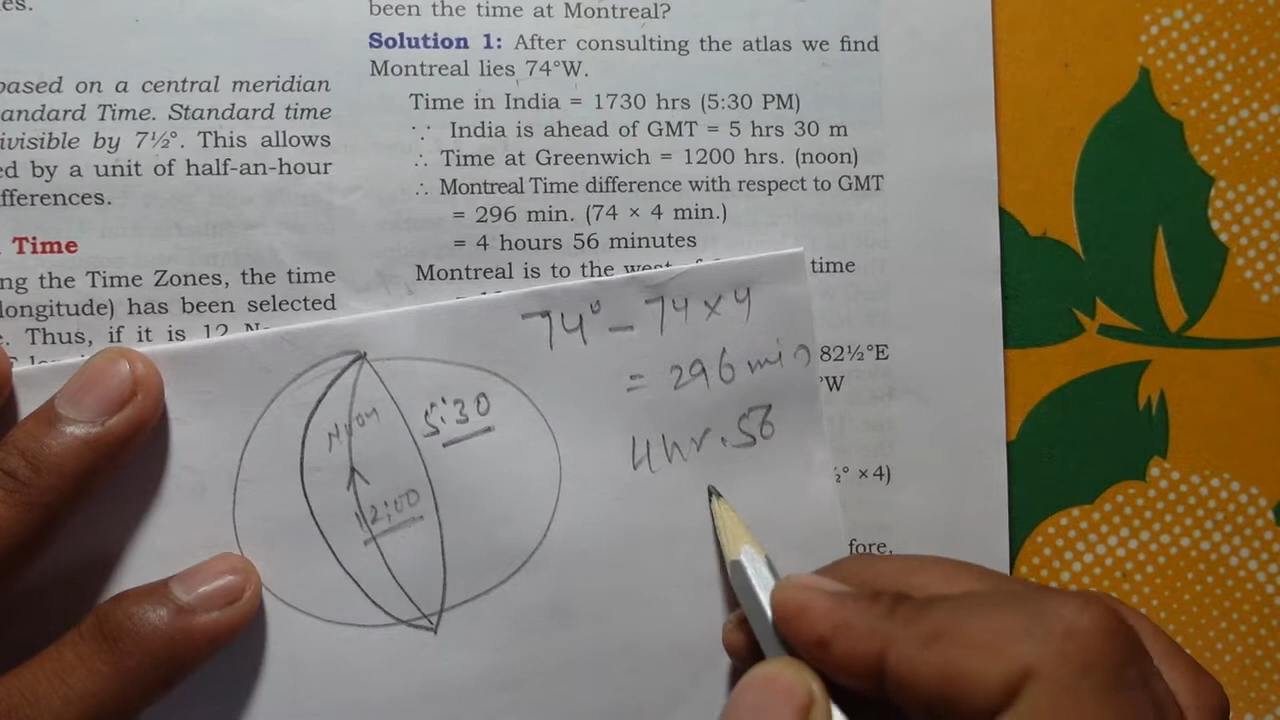 es.
based on a central meridian
andard Time. Standard time
ivisible by 7½°. This allows
ed by a unit of half-an-hour
fferences.
Time
ng the Time Zones, the time
longitude) has been selected
e. Thus, if it is 12
been the time at Montreal?
Solution 1: After consulting the atlas we find
Montreal lies 74°W.
Time in India = 1730 hrs (5:30 PM)
∵ India is ahead of GMT = 5 hrs 30 m
∴ Time at Greenwich = 1200 hrs. (noon)
∴ Montreal Time difference with respect to GMT
= 296 min. (74 × 4 min.)
= 4 hours 56 minutes
Montreal is to the west time
82½°E
°W
½° × 4)
fore,
74° - 74 × 4
= 296 min
4 hr. 56
Noon
5:30
12:00